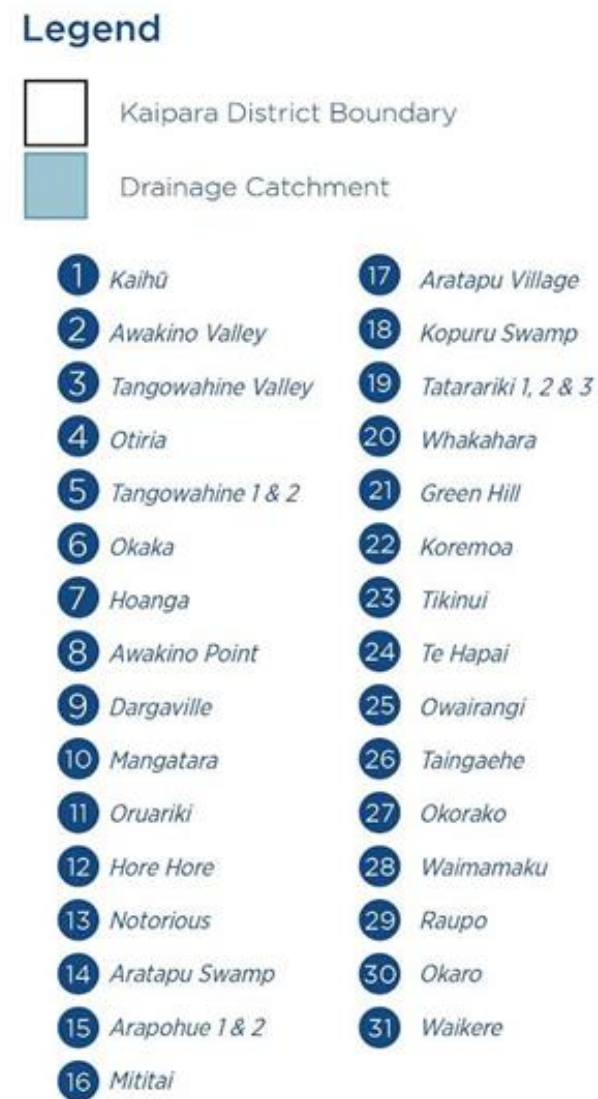 Legend
Kaipara District Boundary
Drainage Catchment
1 Kaihū
2 Awakino Valley
3 Tangowahine Valley
4 Otiria
5 Tangowahine 1 & 2
6 Okaka
7 Hoanga
8 Awakino Point
9 Dargaville
10 Mangatara
11 Oruariki
12 Hore Hore
13 Notorious
14 Aratapu Swamp
15 Arapohue 1 & 2
16 Mititai
17 Aratapu Village
18 Kopuru Swamp
19 Tatarariki 1, 2 & 3
20 Whakahara
21 Green Hill
22 Koremoa
23 Tikinui
24 Te Hapai
25 Owairangi
26 Taingaehe
27 Okorako
28 Waimamaku
29 Raupo
30 Okaro
31 Waikere